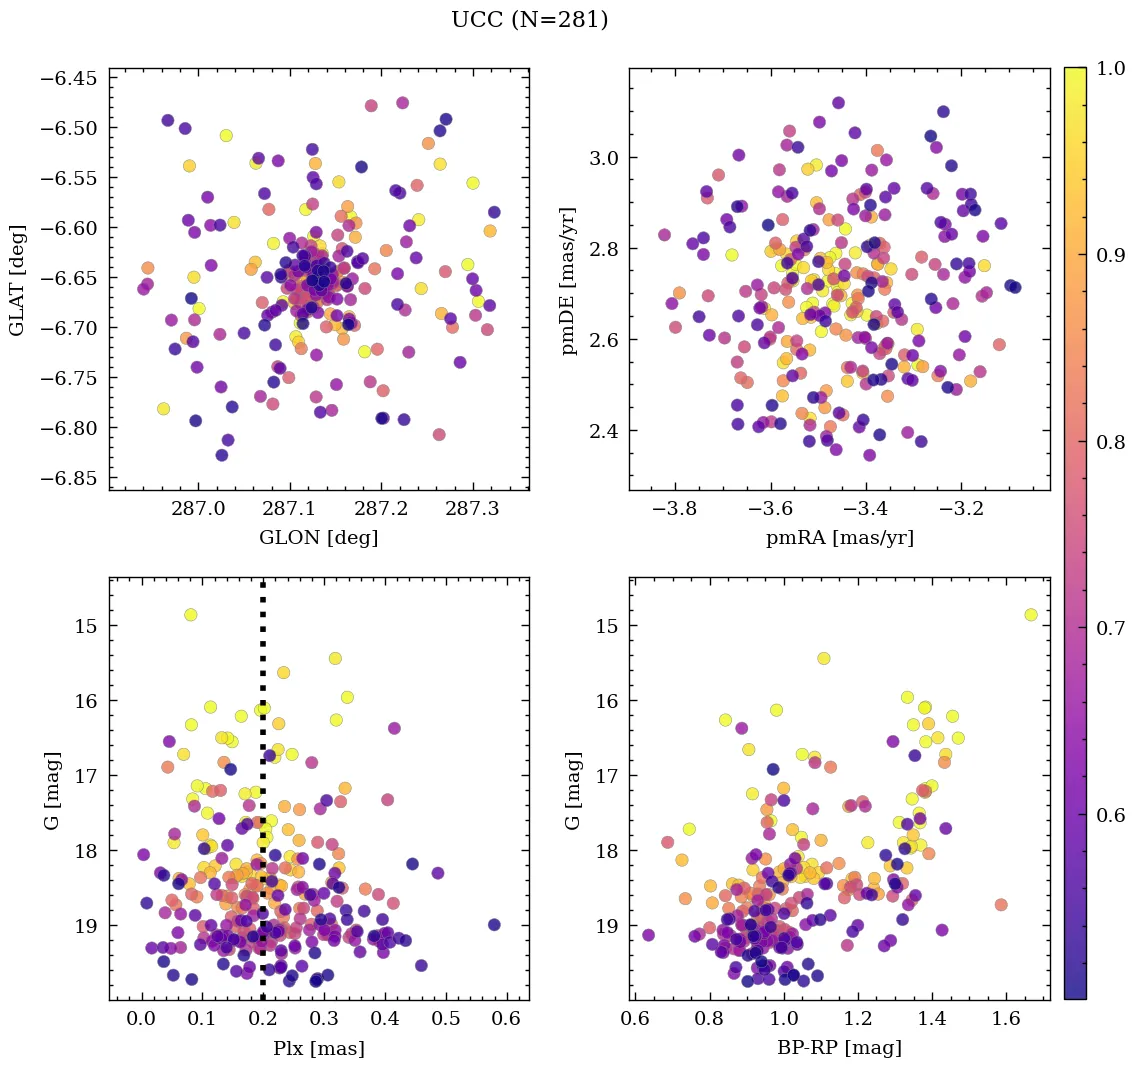 UCC (N=281)
−6.45
−6.50
−6.55
−6.60
−6.65
−6.70
−6.75
−6.80
−6.85
GLAT [deg]
287.0 287.1 287.2 287.3
GLON [deg]
3.0
2.8
2.6
2.4
pmDE [mas/yr]
−3.8 −3.6 −3.4 −3.2
pmRA [mas/yr]
1.0
0.9
0.8
0.7
0.6
15
16
17
18
19
G [mag]
0.0 0.1 0.2 0.3 0.4 0.5 0.6
Plx [mas]
15
16
17
18
19
G [mag]
0.6 0.8 1.0 1.2 1.4 1.6
BP-RP [mag]